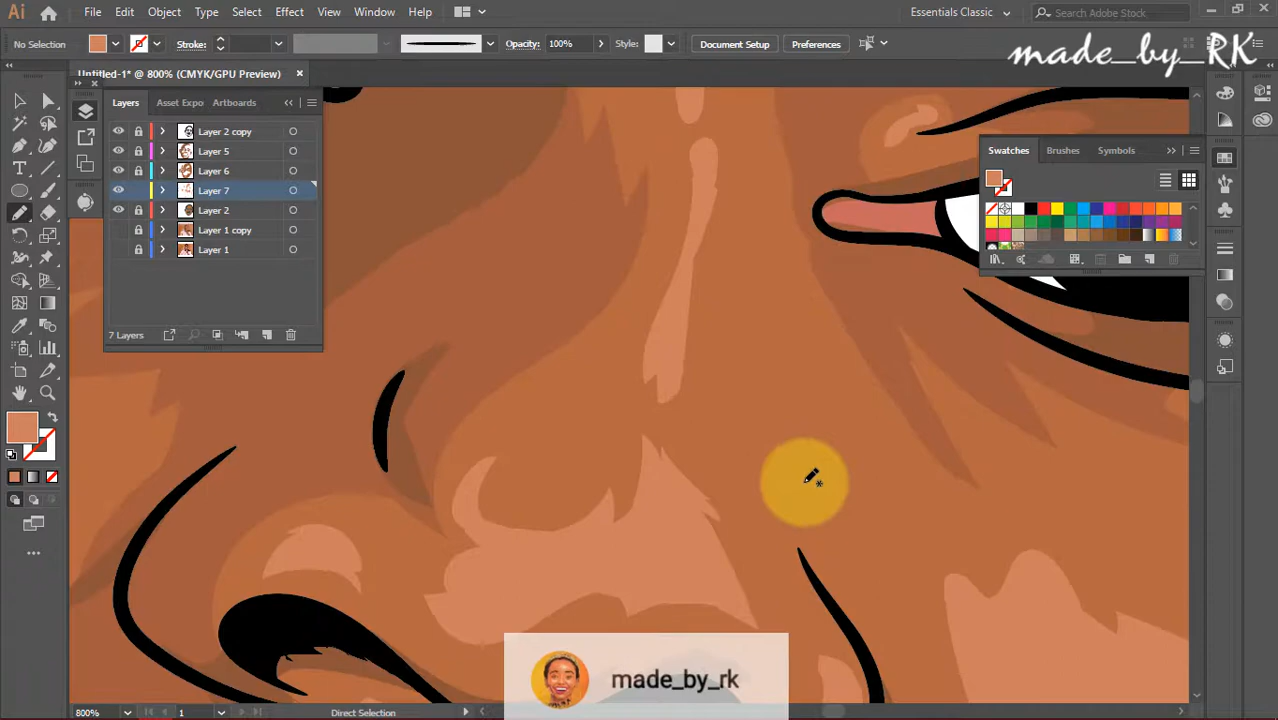 Ai File Edit Object Type Select Effect View Window Help Essentials Classic Search Adobe Stock
No Selection Stroke: Opacity: 100% Style: Document Setup Preferences
made_by_RK
Untitled-1* @ 800% (CMYK/GPU Preview)
Layers Asset Expo Artboards
Layer 2 copy
Layer 5
Layer 6
Layer 7
Layer 2
Layer 1 copy
Layer 1
7 Layers
Swatches Brushes Symbols
made_by_rk
800% 1 Direct Selection